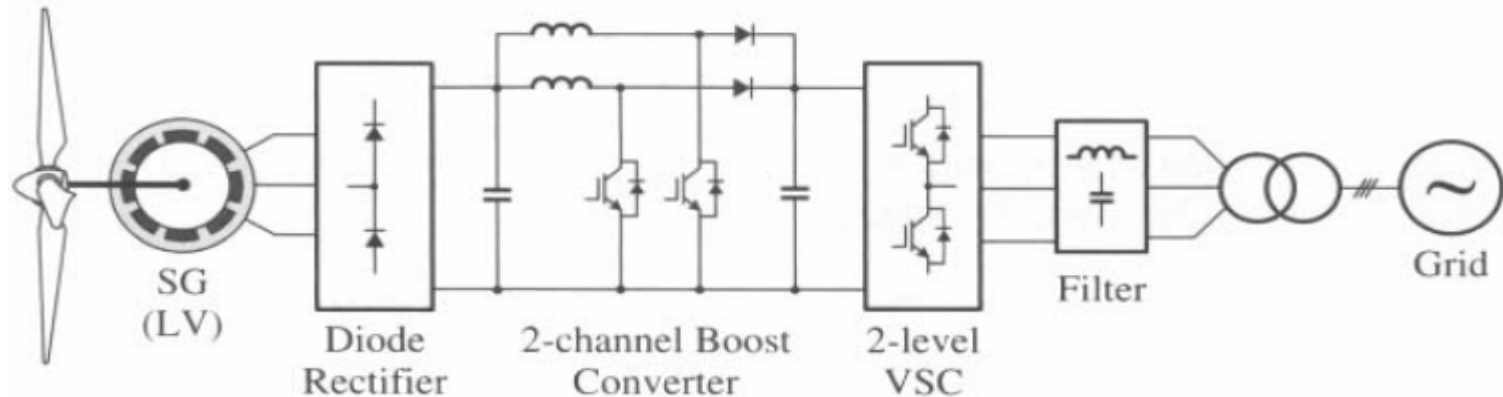 SG
(LV)
Diode
Rectifier
2-channel Boost
Converter
2-level
VSC
Filter
~
Grid